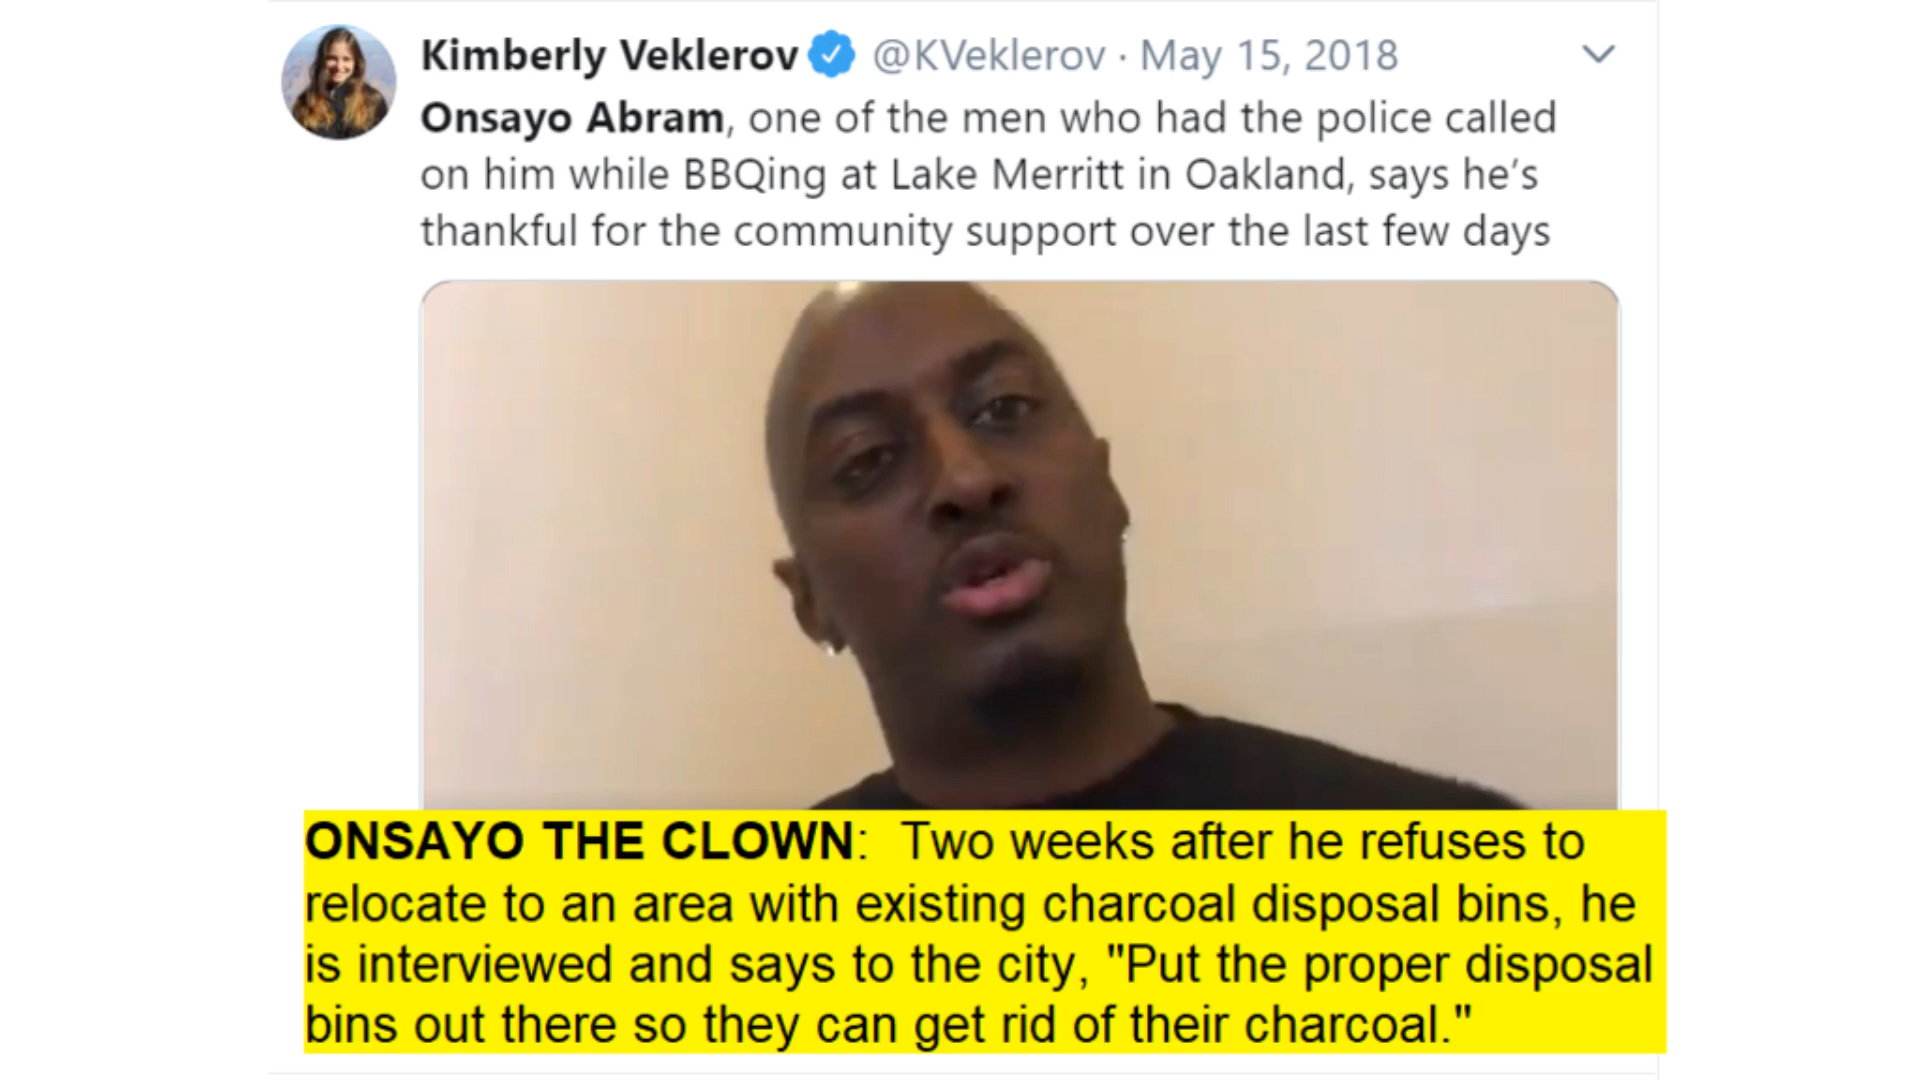 Kimberly Veklerov @KVeklerov · May 15, 2018
Onsayo Abram, one of the men who had the police called
on him while BBQing at Lake Merritt in Oakland, says he's
thankful for the community support over the last few days
ONSAYO THE CLOWN:  Two weeks after he refuses to
relocate to an area with existing charcoal disposal bins, he
is interviewed and says to the city, "Put the proper disposal
bins out there so they can get rid of their charcoal."